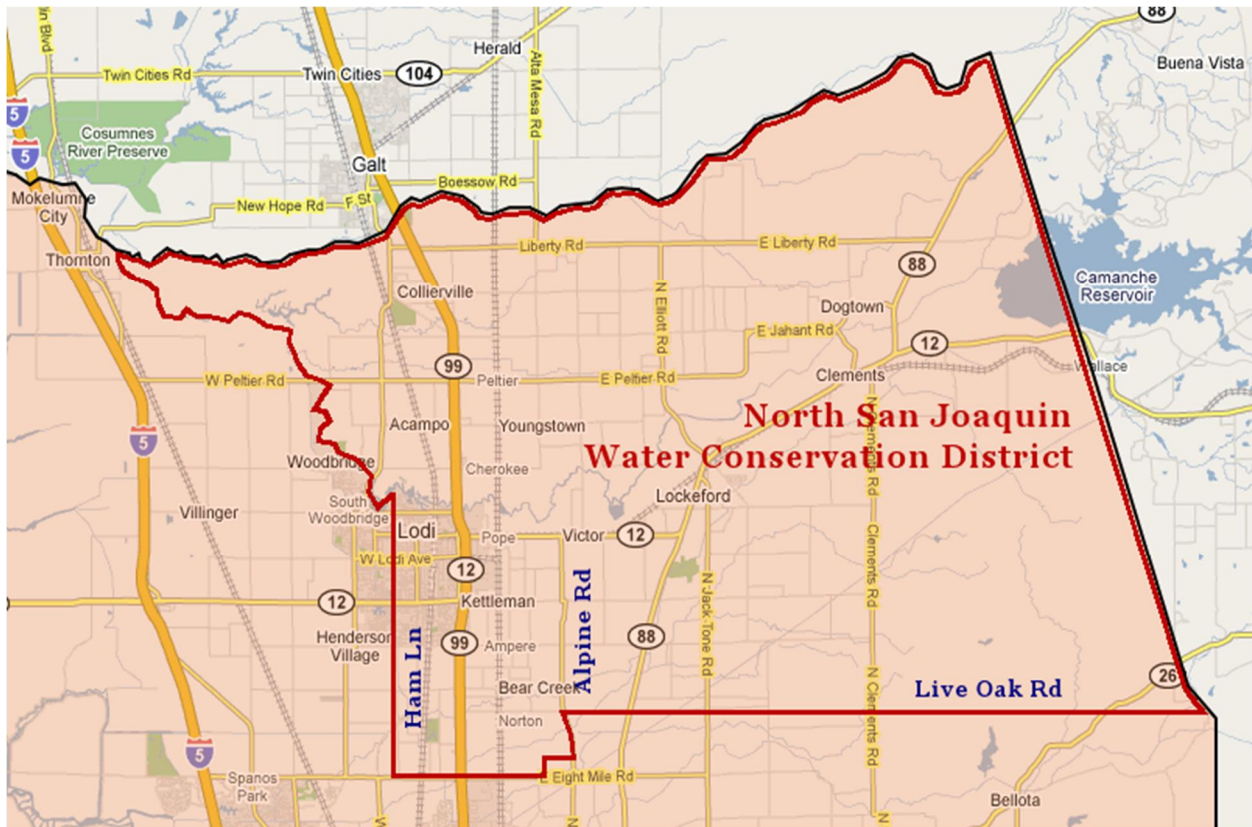 88
Buena Vista
Herald
Twin Cities Rd
Twin Cities
104
Alta Mesa Rd
5
Cosumnes
River Preserve
5
Galt
Boessow Rd
Mokelumne
City
New Hope Rd
F St
Thornton
Liberty Rd
E Liberty Rd
88
Camanche
Reservoir
Collierville
N Elliott Rd
Dogtown
E Jahant Rd
12
99
Wallace
W Peltier Rd
Peltier
E Peltier Rd
Clements
North San Joaquin
Water Conservation District
N Clements Rd
Acampo
Youngstown
5
Woodbridge
Cherokee
Lockeford
South
Woodbridge
Villinger
Lodi
Pope
Victor
12
W Lodi Ave
12
Clements Rd
N Jack Tone Rd
Alpine Rd
12
Kettleman
Henderson
Village
99
Ampere
88
26
Ham Ln
Bear Creek
Live Oak Rd
N Clements Rd
Norton
5
Spanos
Park
E Eight Mile Rd
Bellota